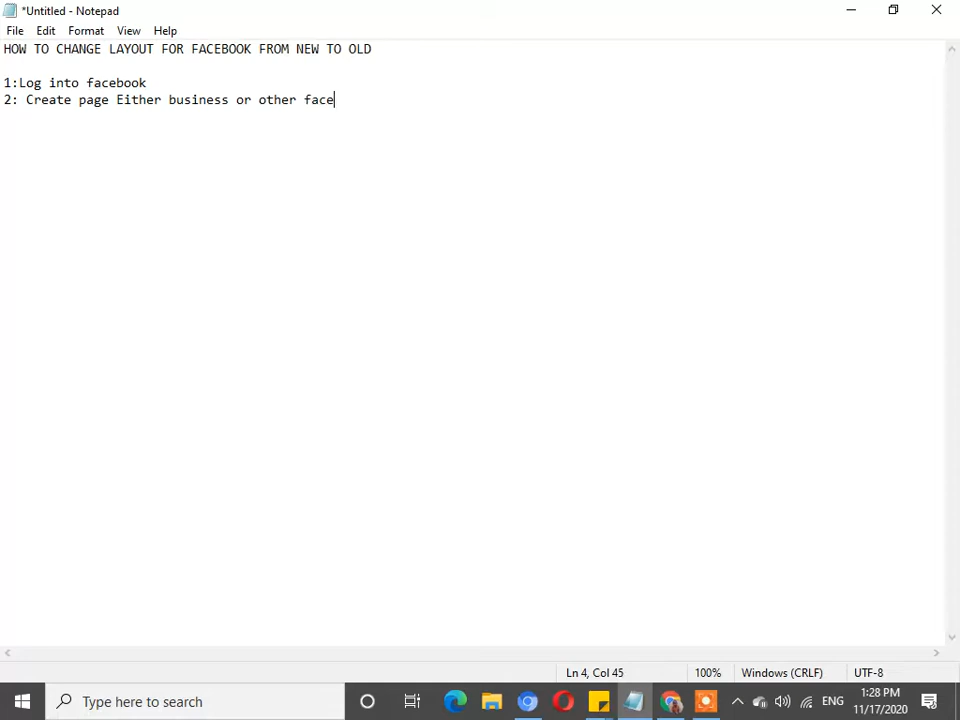 *Untitled - Notepad
File Edit Format View Help
HOW TO CHANGE LAYOUT FOR FACEBOOK FROM NEW TO OLD
1:Log into facebook
2: Create page Either business or other face
Ln 4, Col 45 100% Windows (CRLF) UTF-8
Type here to search
ENG
1:28 PM
11/17/2020